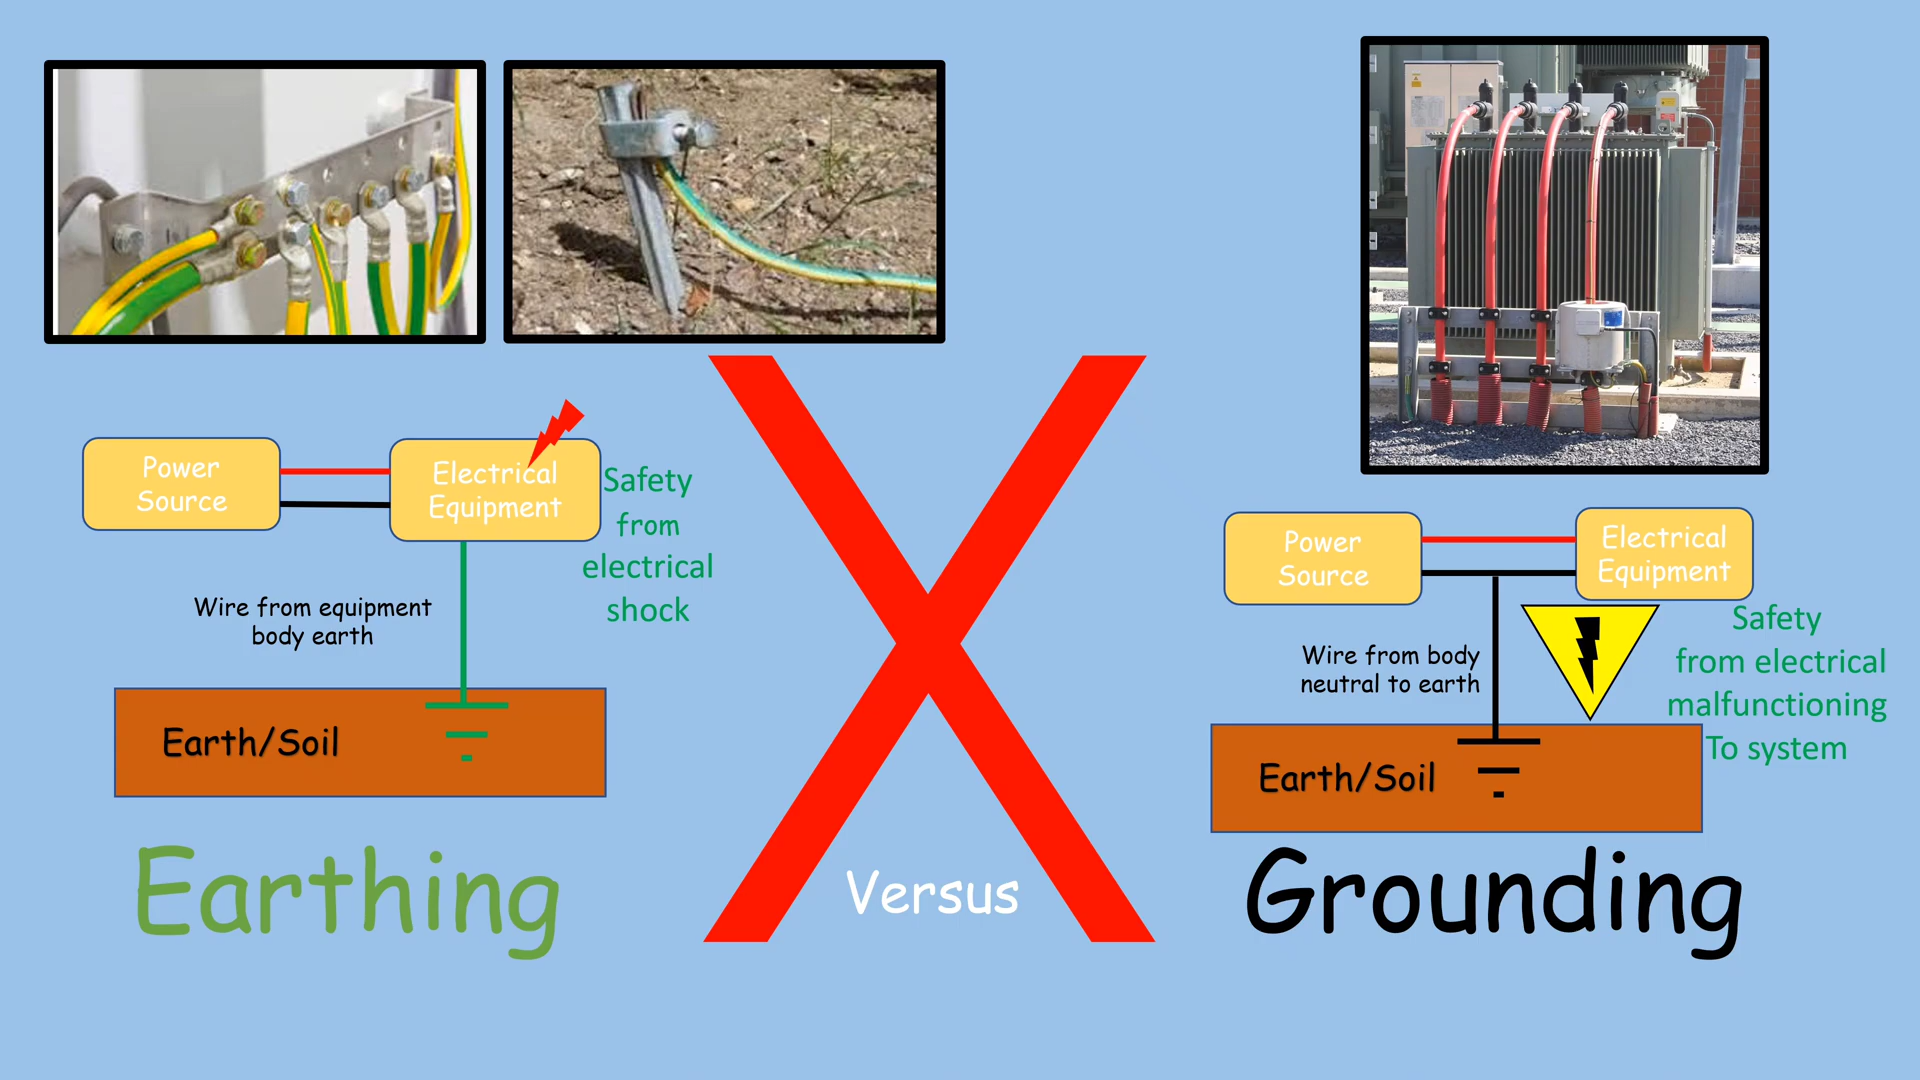 Power
Source
Electrical
Equipment
Safety
from
electrical
shock
Wire from equipment
body earth
Earth/Soil
Earthing
Versus
Power
Source
Electrical
Equipment
Wire from body
neutral to earth
Safety
from electrical
malfunctioning
To system
Earth/Soil
Grounding